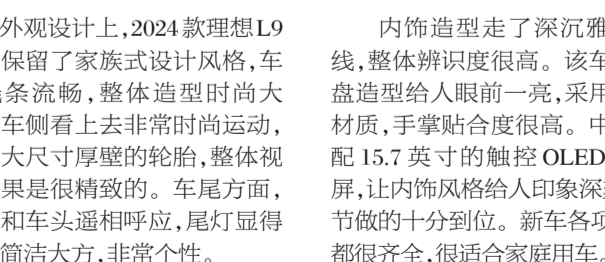 外观设计上,2024款理想L9
保留了家族式设计风格,车
条流畅,整体造型时尚大
车侧看上去非常时尚运动,
大尺寸厚壁的轮胎,整体视
果是很精致的。车尾方面,
和车头遥相呼应,尾灯显得
简洁大方,非常个性。
内饰造型走了深沉雅
线,整体辨识度很高。该车
盘造型给人眼前一亮,采用
材质,手掌贴合度很高。中
配15.7英寸的触控OLED
屏,让内饰风格给人印象深
节做的十分到位。新车各项
都很齐全,很适合家庭用车。